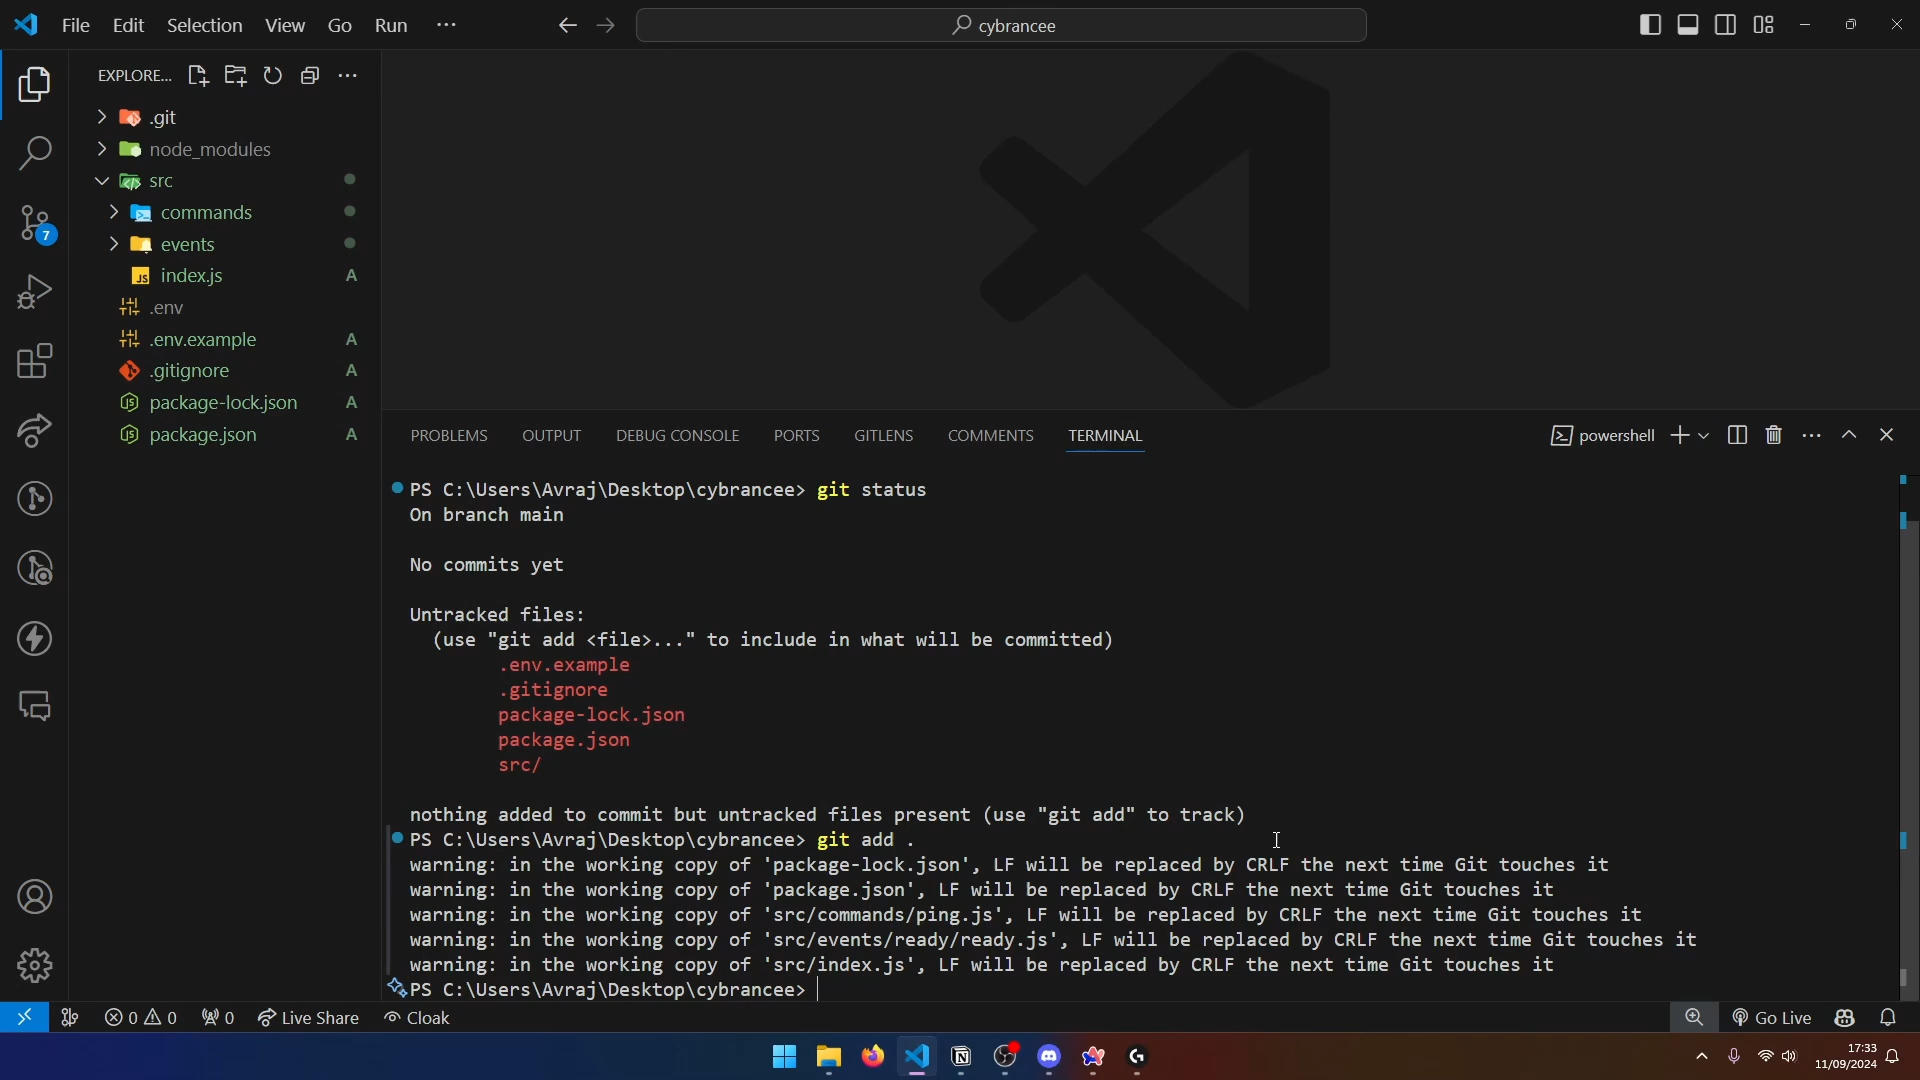 File Edit Selection View Go Run ···
cybrancee
EXPLORE...
.git
node_modules
src
commands
events
index.js A
.env
.env.example A
.gitignore A
package-lock.json A
package.json A
7
PROBLEMS OUTPUT DEBUG CONSOLE PORTS GITLENS COMMENTS TERMINAL
powershell
PS C:\Users\Avraj\Desktop\cybrancee> git status
On branch main
No commits yet
Untracked files:
(use "git add <file>..." to include in what will be committed)
.env.example
.gitignore
package-lock.json
package.json
src/
nothing added to commit but untracked files present (use "git add" to track)
PS C:\Users\Avraj\Desktop\cybrancee> git add .
warning: in the working copy of 'package-lock.json', LF will be replaced by CRLF the next time Git touches it
warning: in the working copy of 'package.json', LF will be replaced by CRLF the next time Git touches it
warning: in the working copy of 'src/commands/ping.js', LF will be replaced by CRLF the next time Git touches it
warning: in the working copy of 'src/events/ready/ready.js', LF will be replaced by CRLF the next time Git touches it
warning: in the working copy of 'src/index.js', LF will be replaced by CRLF the next time Git touches it
PS C:\Users\Avraj\Desktop\cybrancee>
0 0 0 Live Share Cloak Go Live
17:33
11/09/2024